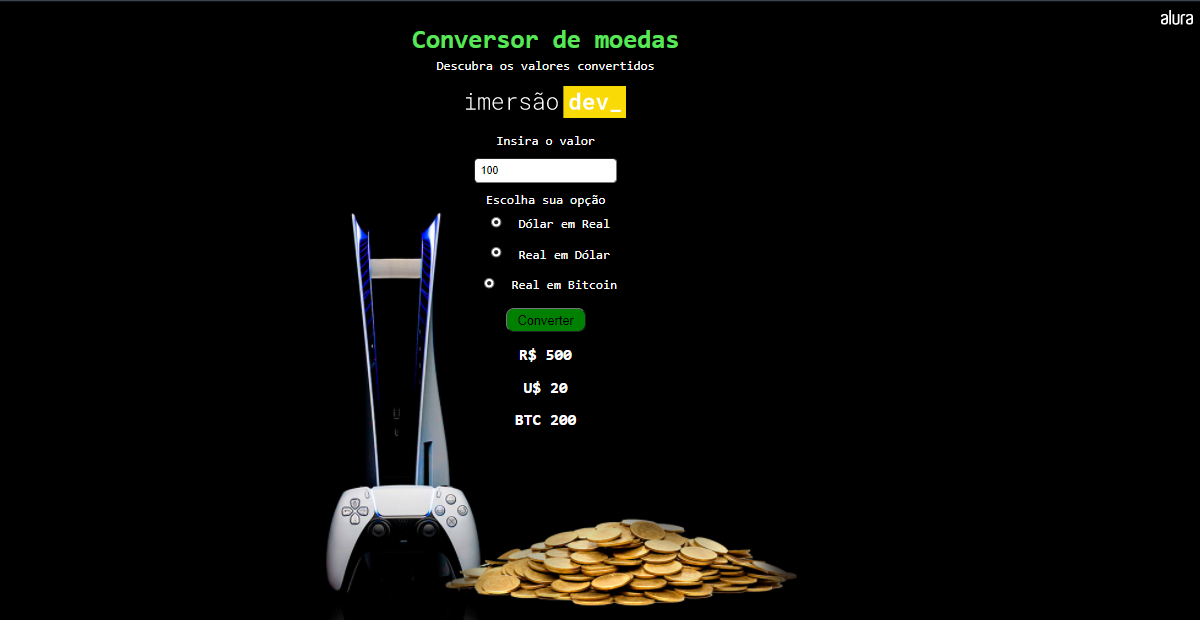 alura
Conversor de moedas
Descubra os valores convertidos
imersão dev_
Insira o valor
100
Escolha sua opção
Dólar em Real
Real em Dólar
Real em Bitcoin
Converter
R$ 500
U$ 20
BTC 200